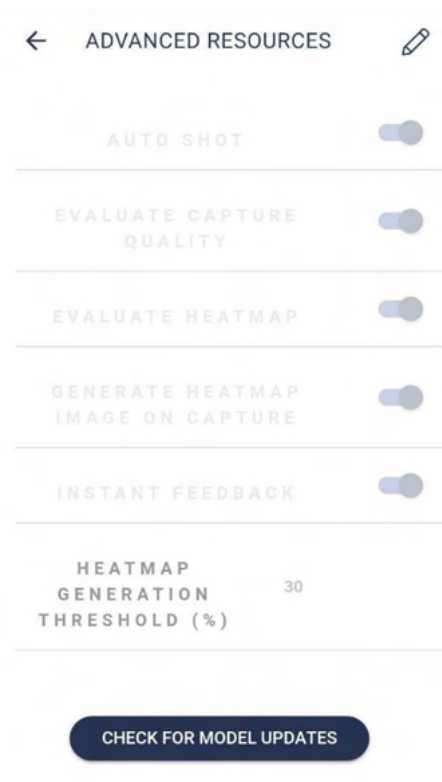 ADVANCED RESOURCES
AUTO SHOT
EVALUATE CAPTURE
QUALITY
EVALUATE HEATMAP
GENERATE HEATMAP
IMAGE ON CAPTURE
INSTANT FEEDBACK
HEATMAP
GENERATION
THRESHOLD (%)
30
CHECK FOR MODEL UPDATES